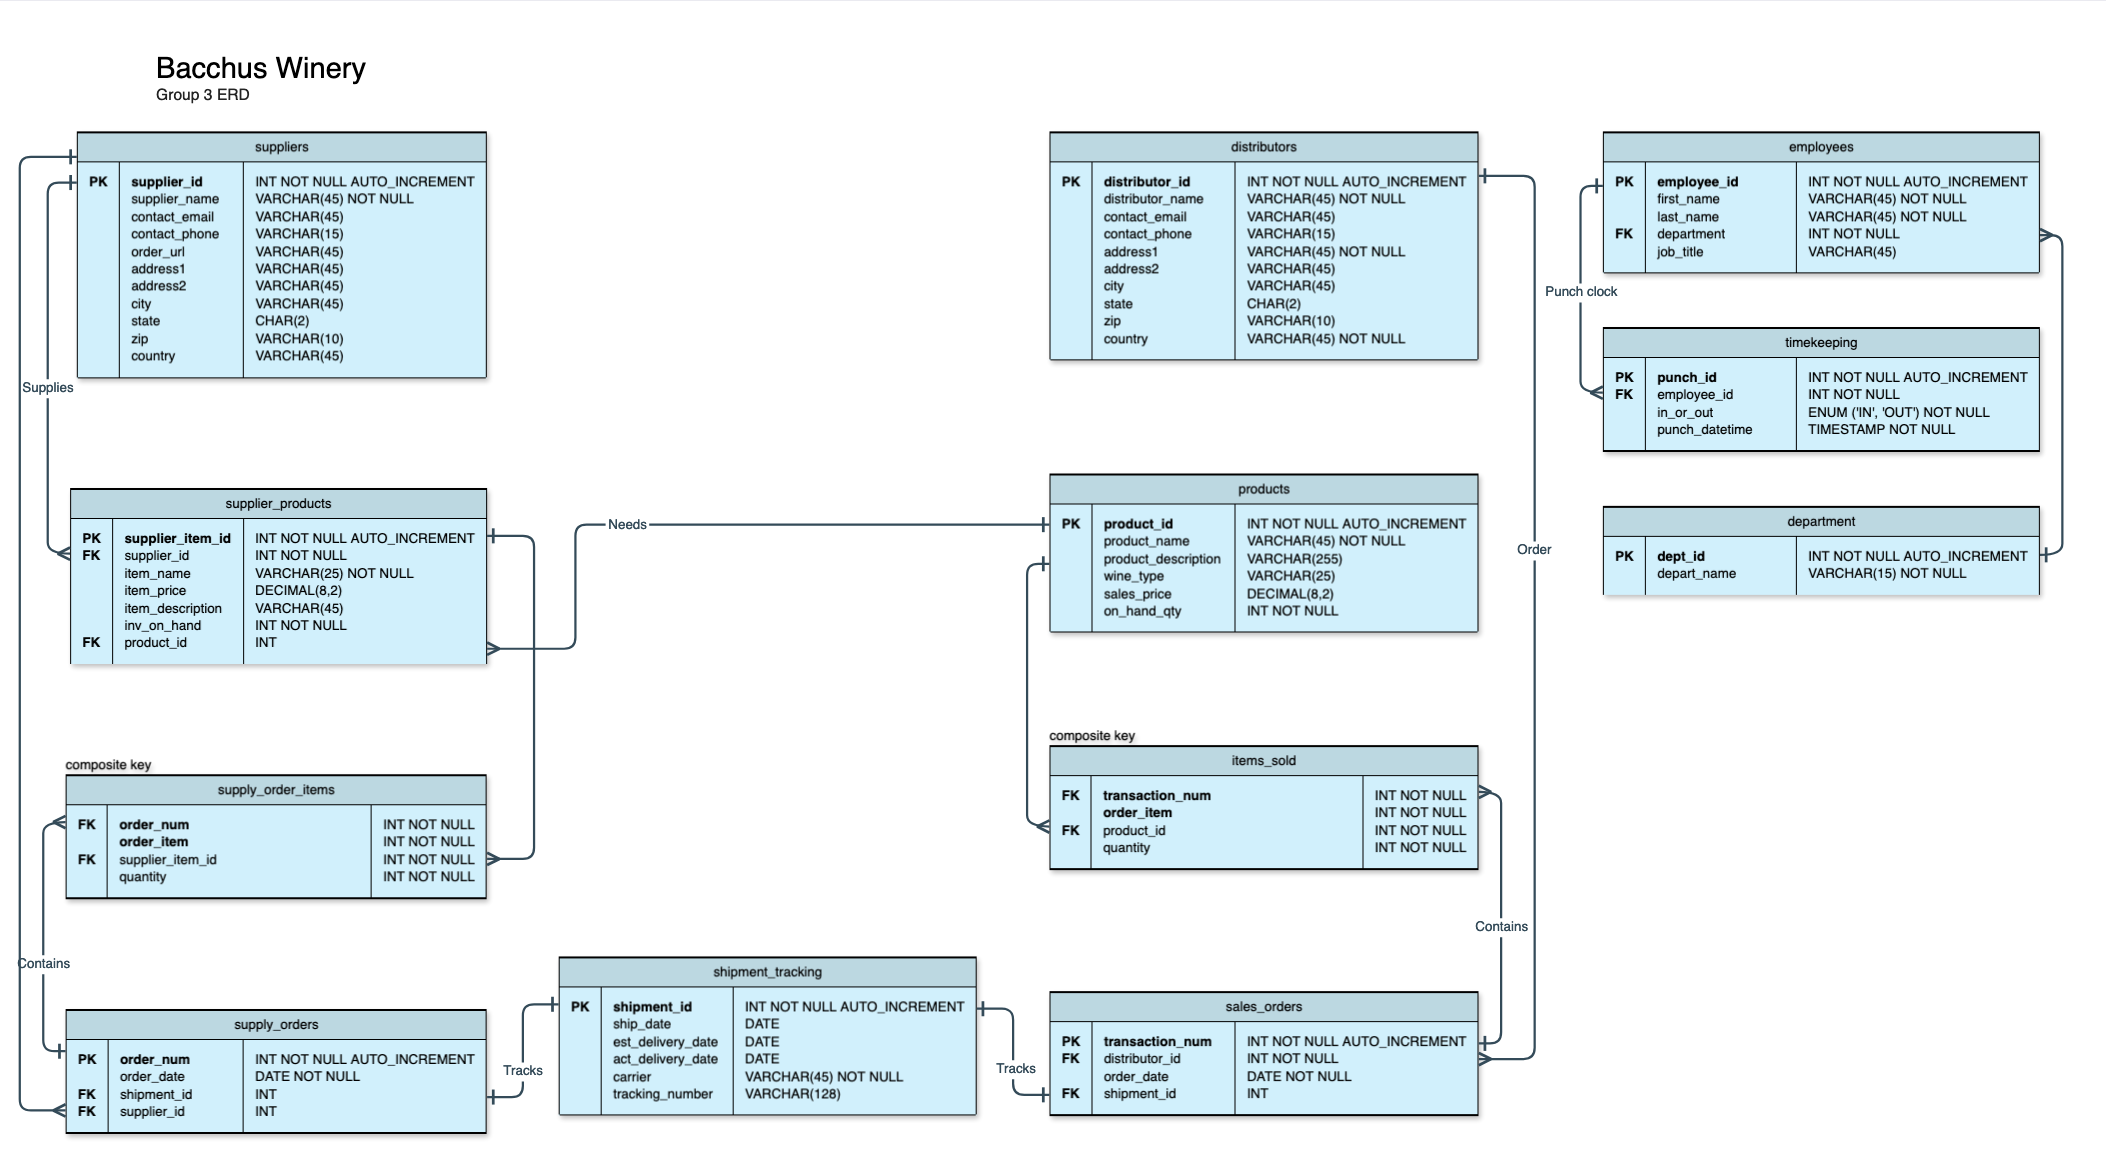 Bacchus Winery
Group 3 ERD
suppliers
PK supplier_id INT NOT NULL AUTO_INCREMENT
supplier_name VARCHAR(45) NOT NULL
contact_email VARCHAR(45)
contact_phone VARCHAR(15)
order_url VARCHAR(45)
address1 VARCHAR(45)
address2 VARCHAR(45)
city VARCHAR(45)
state CHAR(2)
zip VARCHAR(10)
country VARCHAR(45)
distributors
PK distributor_id INT NOT NULL AUTO_INCREMENT
distributor_name VARCHAR(45) NOT NULL
contact_email VARCHAR(45)
contact_phone VARCHAR(15)
address1 VARCHAR(45) NOT NULL
address2 VARCHAR(45)
city VARCHAR(45)
state CHAR(2)
zip VARCHAR(10)
country VARCHAR(45) NOT NULL
employees
PK employee_id INT NOT NULL AUTO_INCREMENT
first_name VARCHAR(45) NOT NULL
last_name VARCHAR(45) NOT NULL
FK department INT NOT NULL
job_title VARCHAR(45)
Punch clock
timekeeping
PK punch_id INT NOT NULL AUTO_INCREMENT
FK employee_id INT NOT NULL
in_or_out ENUM ('IN', 'OUT') NOT NULL
punch_datetime TIMESTAMP NOT NULL
Supplies
supplier_products
PK supplier_item_id INT NOT NULL AUTO_INCREMENT
FK supplier_id INT NOT NULL
item_name VARCHAR(25) NOT NULL
item_price DECIMAL(8,2)
item_description VARCHAR(45)
inv_on_hand INT NOT NULL
FK product_id INT
Needs
products
PK product_id INT NOT NULL AUTO_INCREMENT
product_name VARCHAR(45) NOT NULL
product_description VARCHAR(255)
wine_type VARCHAR(25)
sales_price DECIMAL(8,2)
on_hand_qty INT NOT NULL
Order
department
PK dept_id INT NOT NULL AUTO_INCREMENT
depart_name VARCHAR(15) NOT NULL
composite key
supply_order_items
FK order_num INT NOT NULL
order_item INT NOT NULL
FK supplier_item_id INT NOT NULL
quantity INT NOT NULL
composite key
items_sold
FK transaction_num INT NOT NULL
order_item INT NOT NULL
FK product_id INT NOT NULL
quantity INT NOT NULL
Contains
Contains
supply_orders
PK order_num INT NOT NULL AUTO_INCREMENT
order_date DATE NOT NULL
FK shipment_id INT
FK supplier_id INT
Tracks
shipment_tracking
PK shipment_id INT NOT NULL AUTO_INCREMENT
ship_date DATE
est_delivery_date DATE
act_delivery_date DATE
carrier VARCHAR(45) NOT NULL
tracking_number VARCHAR(128)
Tracks
sales_orders
PK transaction_num INT NOT NULL AUTO_INCREMENT
FK distributor_id INT NOT NULL
order_date DATE NOT NULL
FK shipment_id INT